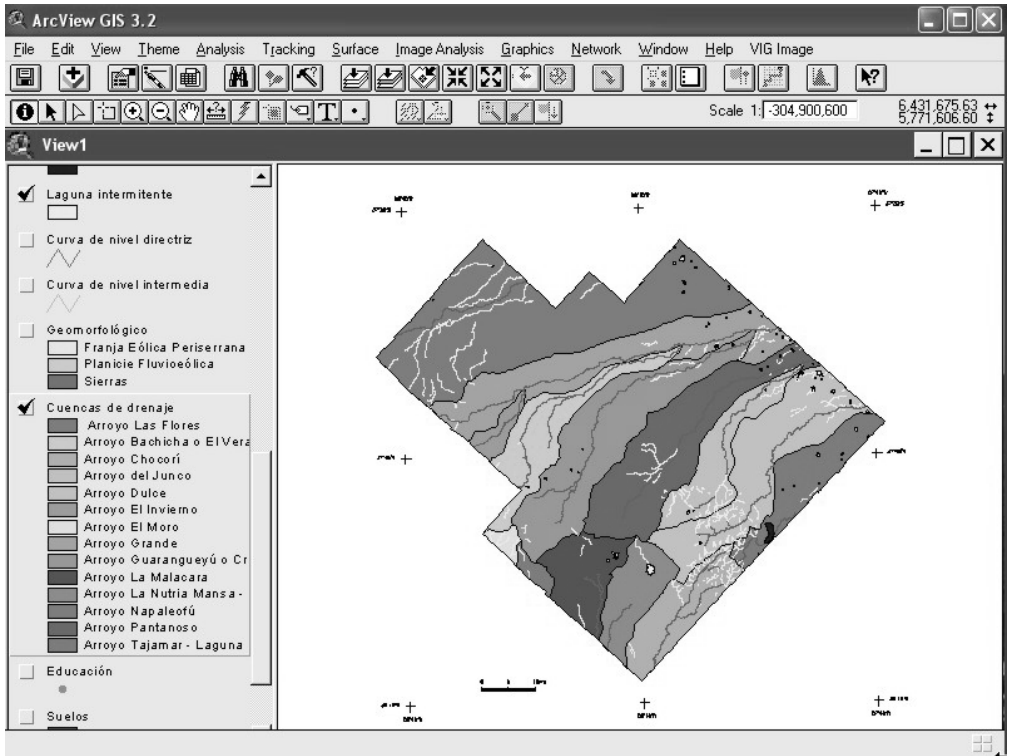 ArcView GIS 3.2
File Edit View Theme Analysis Tracking Surface Image Analysis Graphics Network Window Help VIG Image
Scale 1: -304,900,600
6,431,675.63
5,771,606.60
View1
Laguna intermitente
Curva de nivel directriz
Curva de nivel intermedia
Geomorfológico
Franja Eólica Periserrana
Planicie Fluvioeólica
Sierras
Cuencas de drenaje
Arroyo Las Flores
Arroyo Bachicha o El Vera
Arroyo Chocorí
Arroyo del Junco
Arroyo Dulce
Arroyo El Invierno
Arroyo El Moro
Arroyo Grande
Arroyo Guarangueyú o Cr
Arroyo La Malacara
Arroyo La Nutria Mansa -
Arroyo Napaleofú
Arroyo Pantanoso
Arroyo Tajamar - Laguna
Educación
Suelos